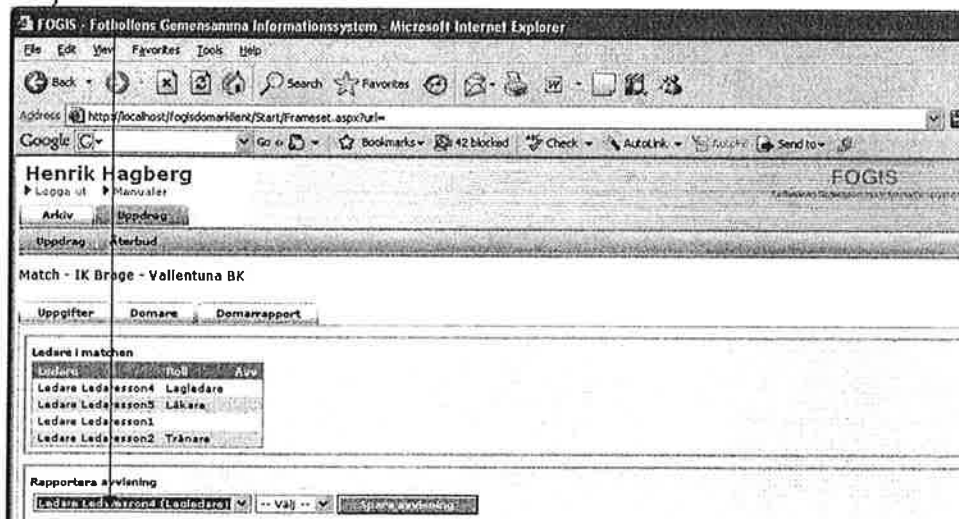 FOGIS - Fotbollens Gemensamma Informationssystem - Microsoft Internet Explorer
File Edit View Favorites Tools Help
Back Search Favorites
Address http://localhost/fogisdomarklient/Start/Frameset.aspx?url=
Google Go Bookmarks 42 blocked Check AutoLink Send to
Henrik Hagberg
Logga ut Manualer
FOGIS
Arkiv Uppdrag
Uppdrag Återbud
Match - IK Brage - Vallentuna BK
Uppgifter Domare Domarrapport
Ledare i matchen
Ledare Roll Avv
Ledare Ledaresson4 Lagledare
Ledare Ledaresson5 Läkare
Ledare Ledaresson1
Ledare Ledaresson2 Tränare
Rapportera avvisning
Ledare Ledaresson4 (Lagledare) -- Välj -- Spara avvisning